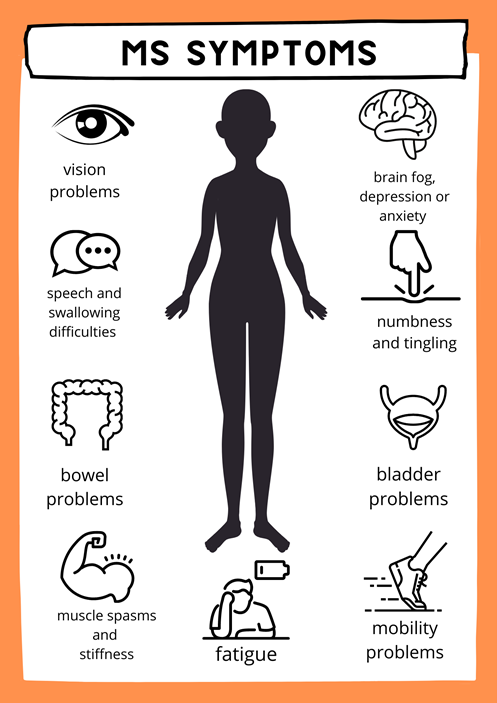 MS SYMPTOMS
vision
problems
brain fog,
depression or
anxiety
speech and
swallowing
difficulties
numbness
and tingling
bowel
problems
bladder
problems
muscle spasms
and
stiffness
fatigue
mobility
problems